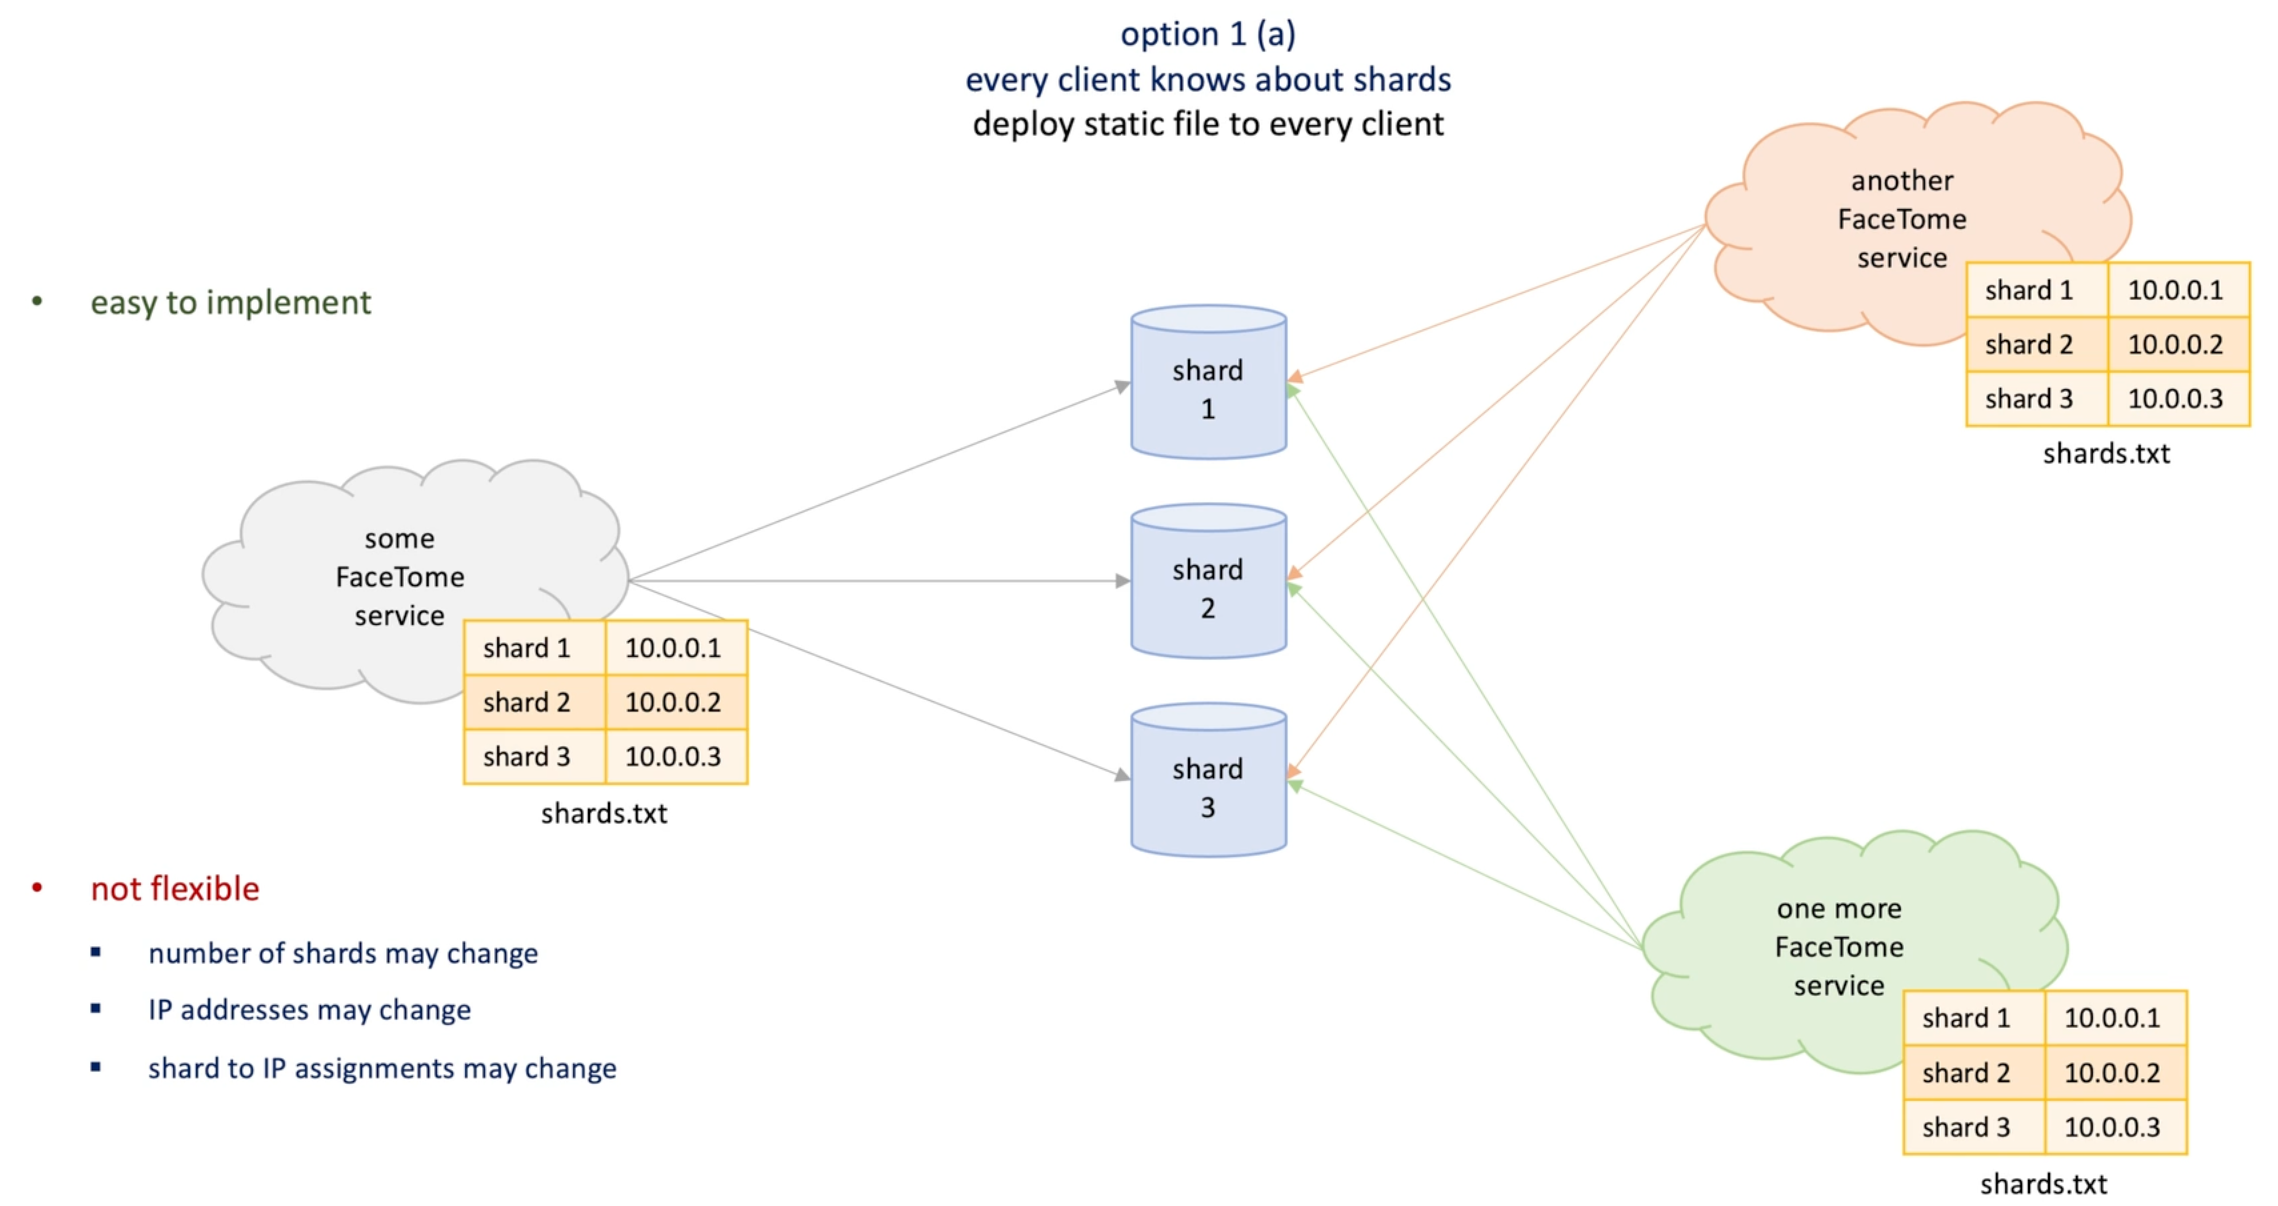 option 1 (a)
every client knows about shards
deploy static file to every client
• easy to implement
some
FaceTome
service
shard 1 10.0.0.1
shard 2 10.0.0.2
shard 3 10.0.0.3
shards.txt
shard
1
shard
2
shard
3
another
FaceTome
service
shard 1 10.0.0.1
shard 2 10.0.0.2
shard 3 10.0.0.3
shards.txt
one more
FaceTome
service
shard 1 10.0.0.1
shard 2 10.0.0.2
shard 3 10.0.0.3
shards.txt
• not flexible
▪ number of shards may change
▪ IP addresses may change
▪ shard to IP assignments may change